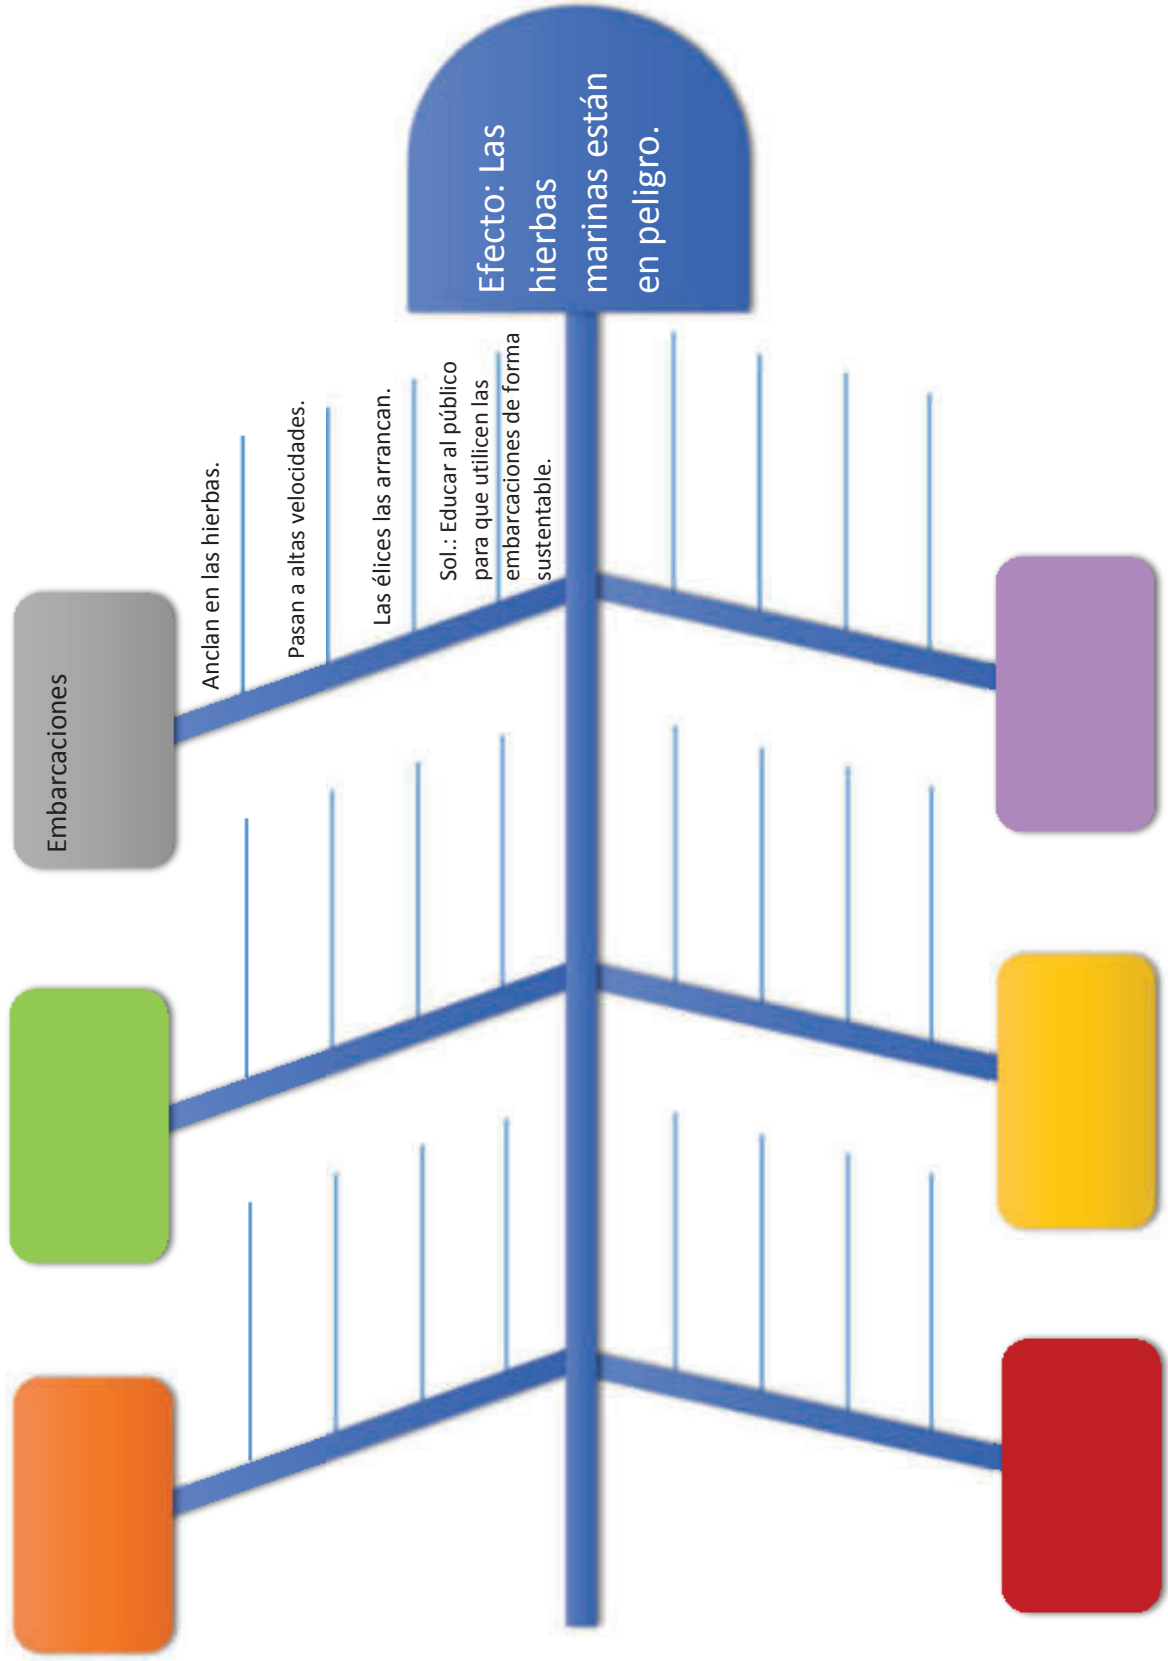 Embarcaciones
Anclan en las hierbas.
Pasan a altas velocidades.
Las élices las arrancan.
Sol.: Educar al público
para que utilicen las
embarcaciones de forma
sustentable.
Efecto: Las
hierbas
marinas están
en peligro.